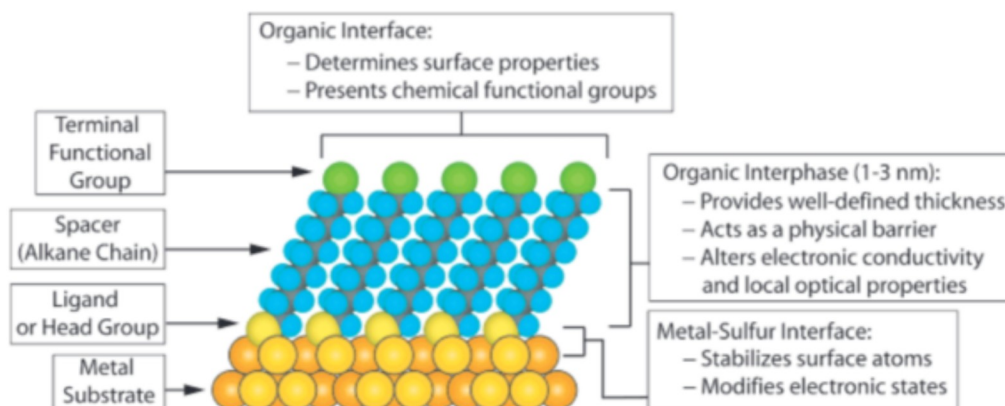 Organic Interface:
– Determines surface properties
– Presents chemical functional groups
Terminal
Functional
Group
Spacer
(Alkane Chain)
Ligand
or Head Group
Metal
Substrate
Organic Interphase (1-3 nm):
– Provides well-defined thickness
– Acts as a physical barrier
– Alters electronic conductivity
and local optical properties
Metal-Sulfur Interface:
– Stabilizes surface atoms
– Modifies electronic states